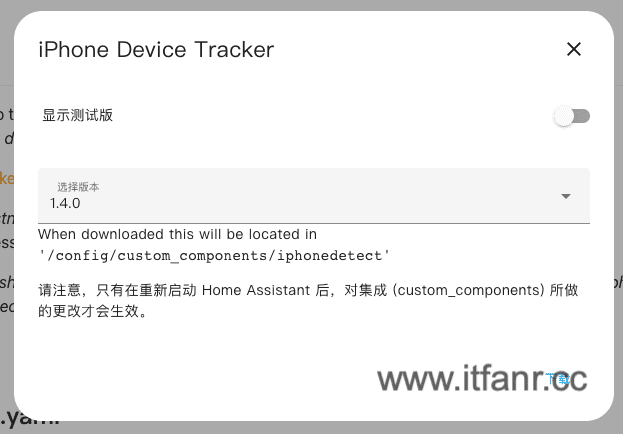 iPhone Device Tracker
显示测试版
选择版本
1.4.0
When downloaded this will be located in
'/config/custom_components/iphonedetect'
请注意，只有在重新启动 Home Assistant 后，对集成 (custom_components) 所做
的更改才会生效。
下载
www.itfanr.cc
.yaml